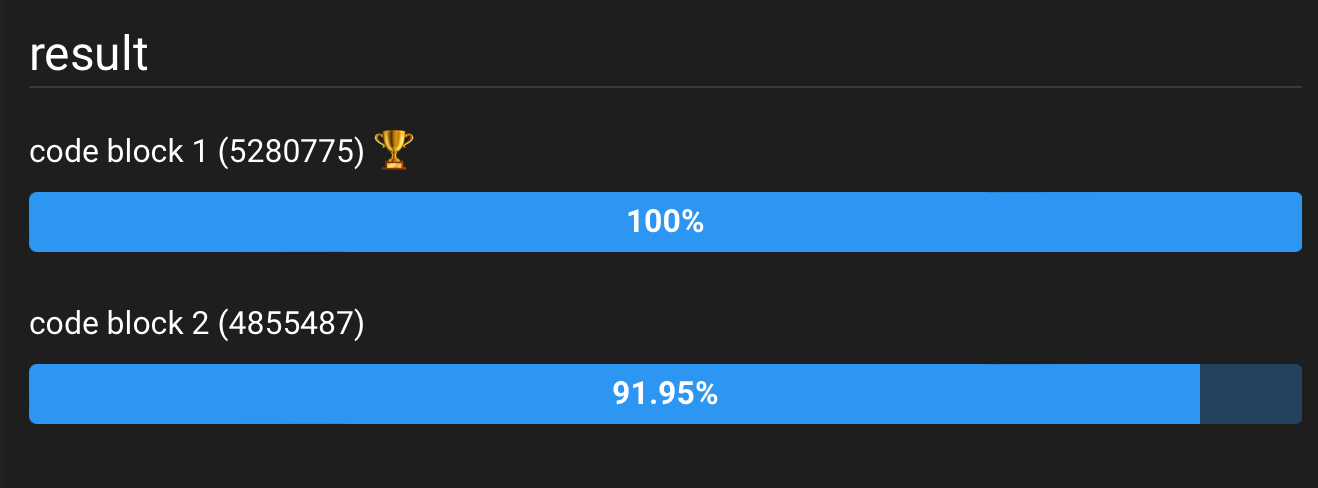 result
code block 1 (5280775) 🏆
100%
code block 2 (4855487)
91.95%